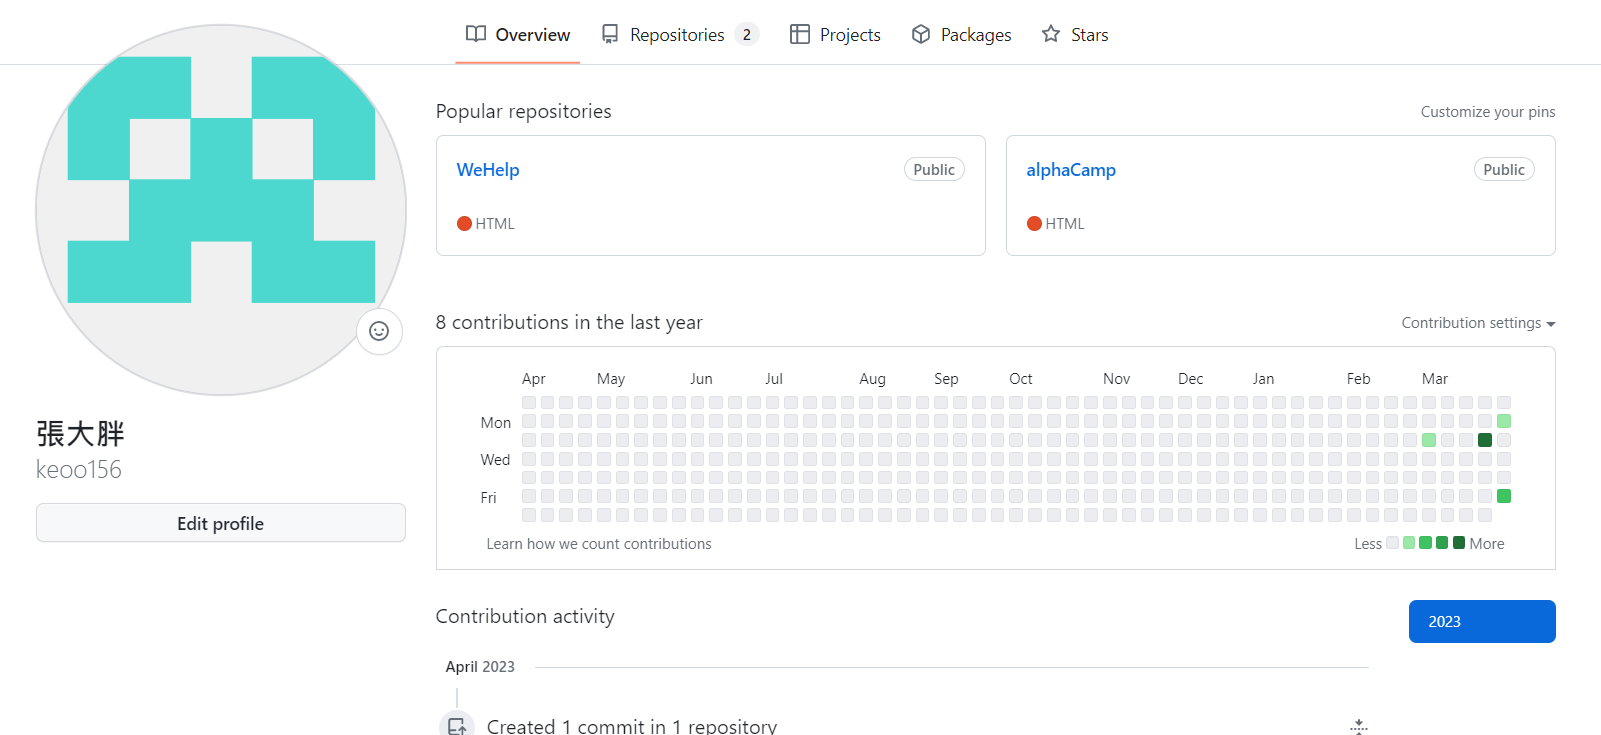 Overview Repositories 2 Projects Packages Stars
張大胖
keoo156
Edit profile
Popular repositories Customize your pins
WeHelp Public
HTML
alphaCamp Public
HTML
8 contributions in the last year Contribution settings
Apr May Jun Jul Aug Sep Oct Nov Dec Jan Feb Mar
Mon
Wed
Fri
Learn how we count contributions Less More
Contribution activity
2023
April 2023
Created 1 commit in 1 repository